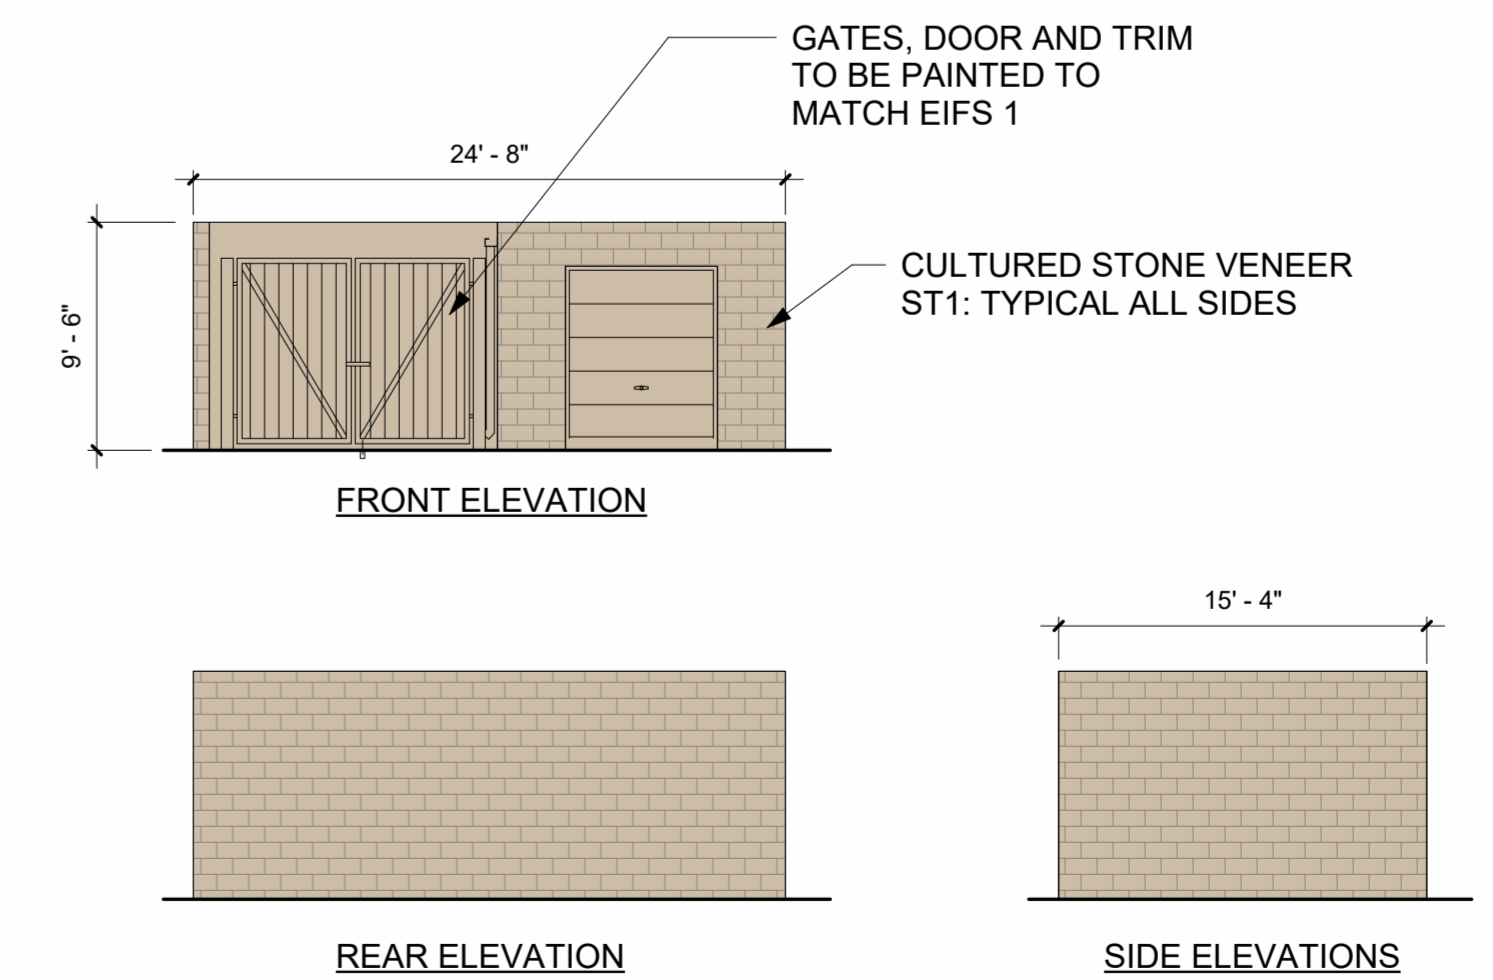 GATES, DOOR AND TRIM
TO BE PAINTED TO
MATCH EIFS 1
24' - 8"
9' - 6"
CULTURED STONE VENEER
ST1: TYPICAL ALL SIDES
FRONT ELEVATION
15' - 4"
REAR ELEVATION
SIDE ELEVATIONS